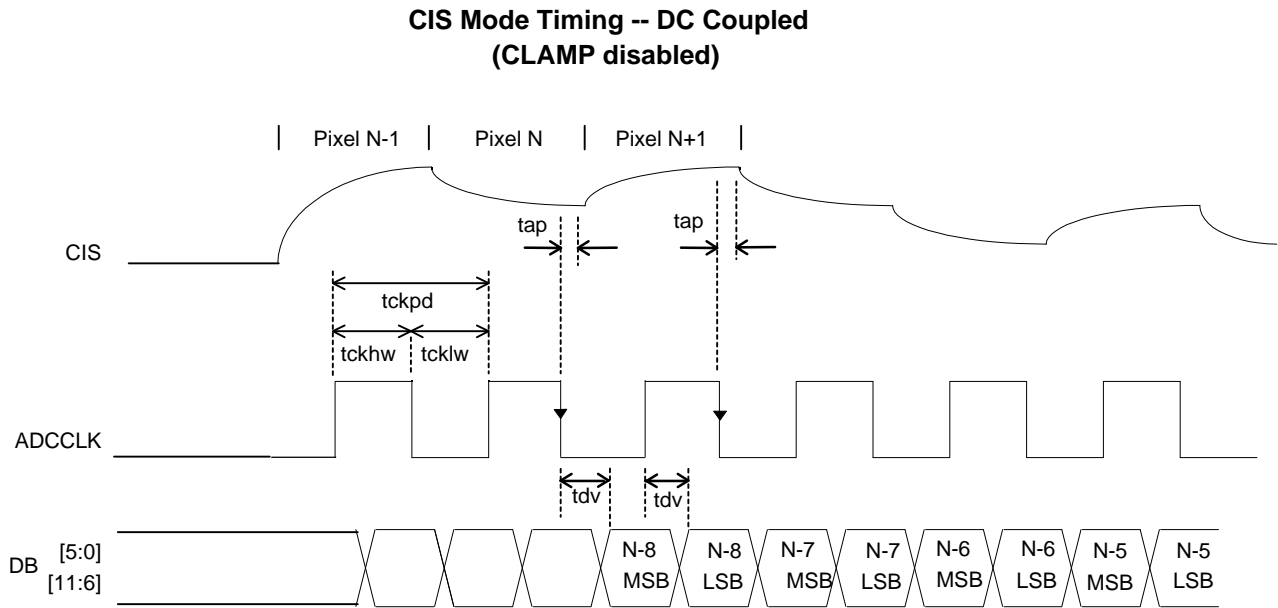 CIS Mode Timing -- DC Coupled
(CLAMP disabled)
Pixel N-1
Pixel N
Pixel N+1
tap
tap
CIS
tckpd
tckhw
tcklw
ADCCLK
tdv
tdv
DB
[5:0]
[11:6]
N-8
MSB
N-8
LSB
N-7
MSB
N-7
LSB
N-6
MSB
N-6
LSB
N-5
MSB
N-5
LSB